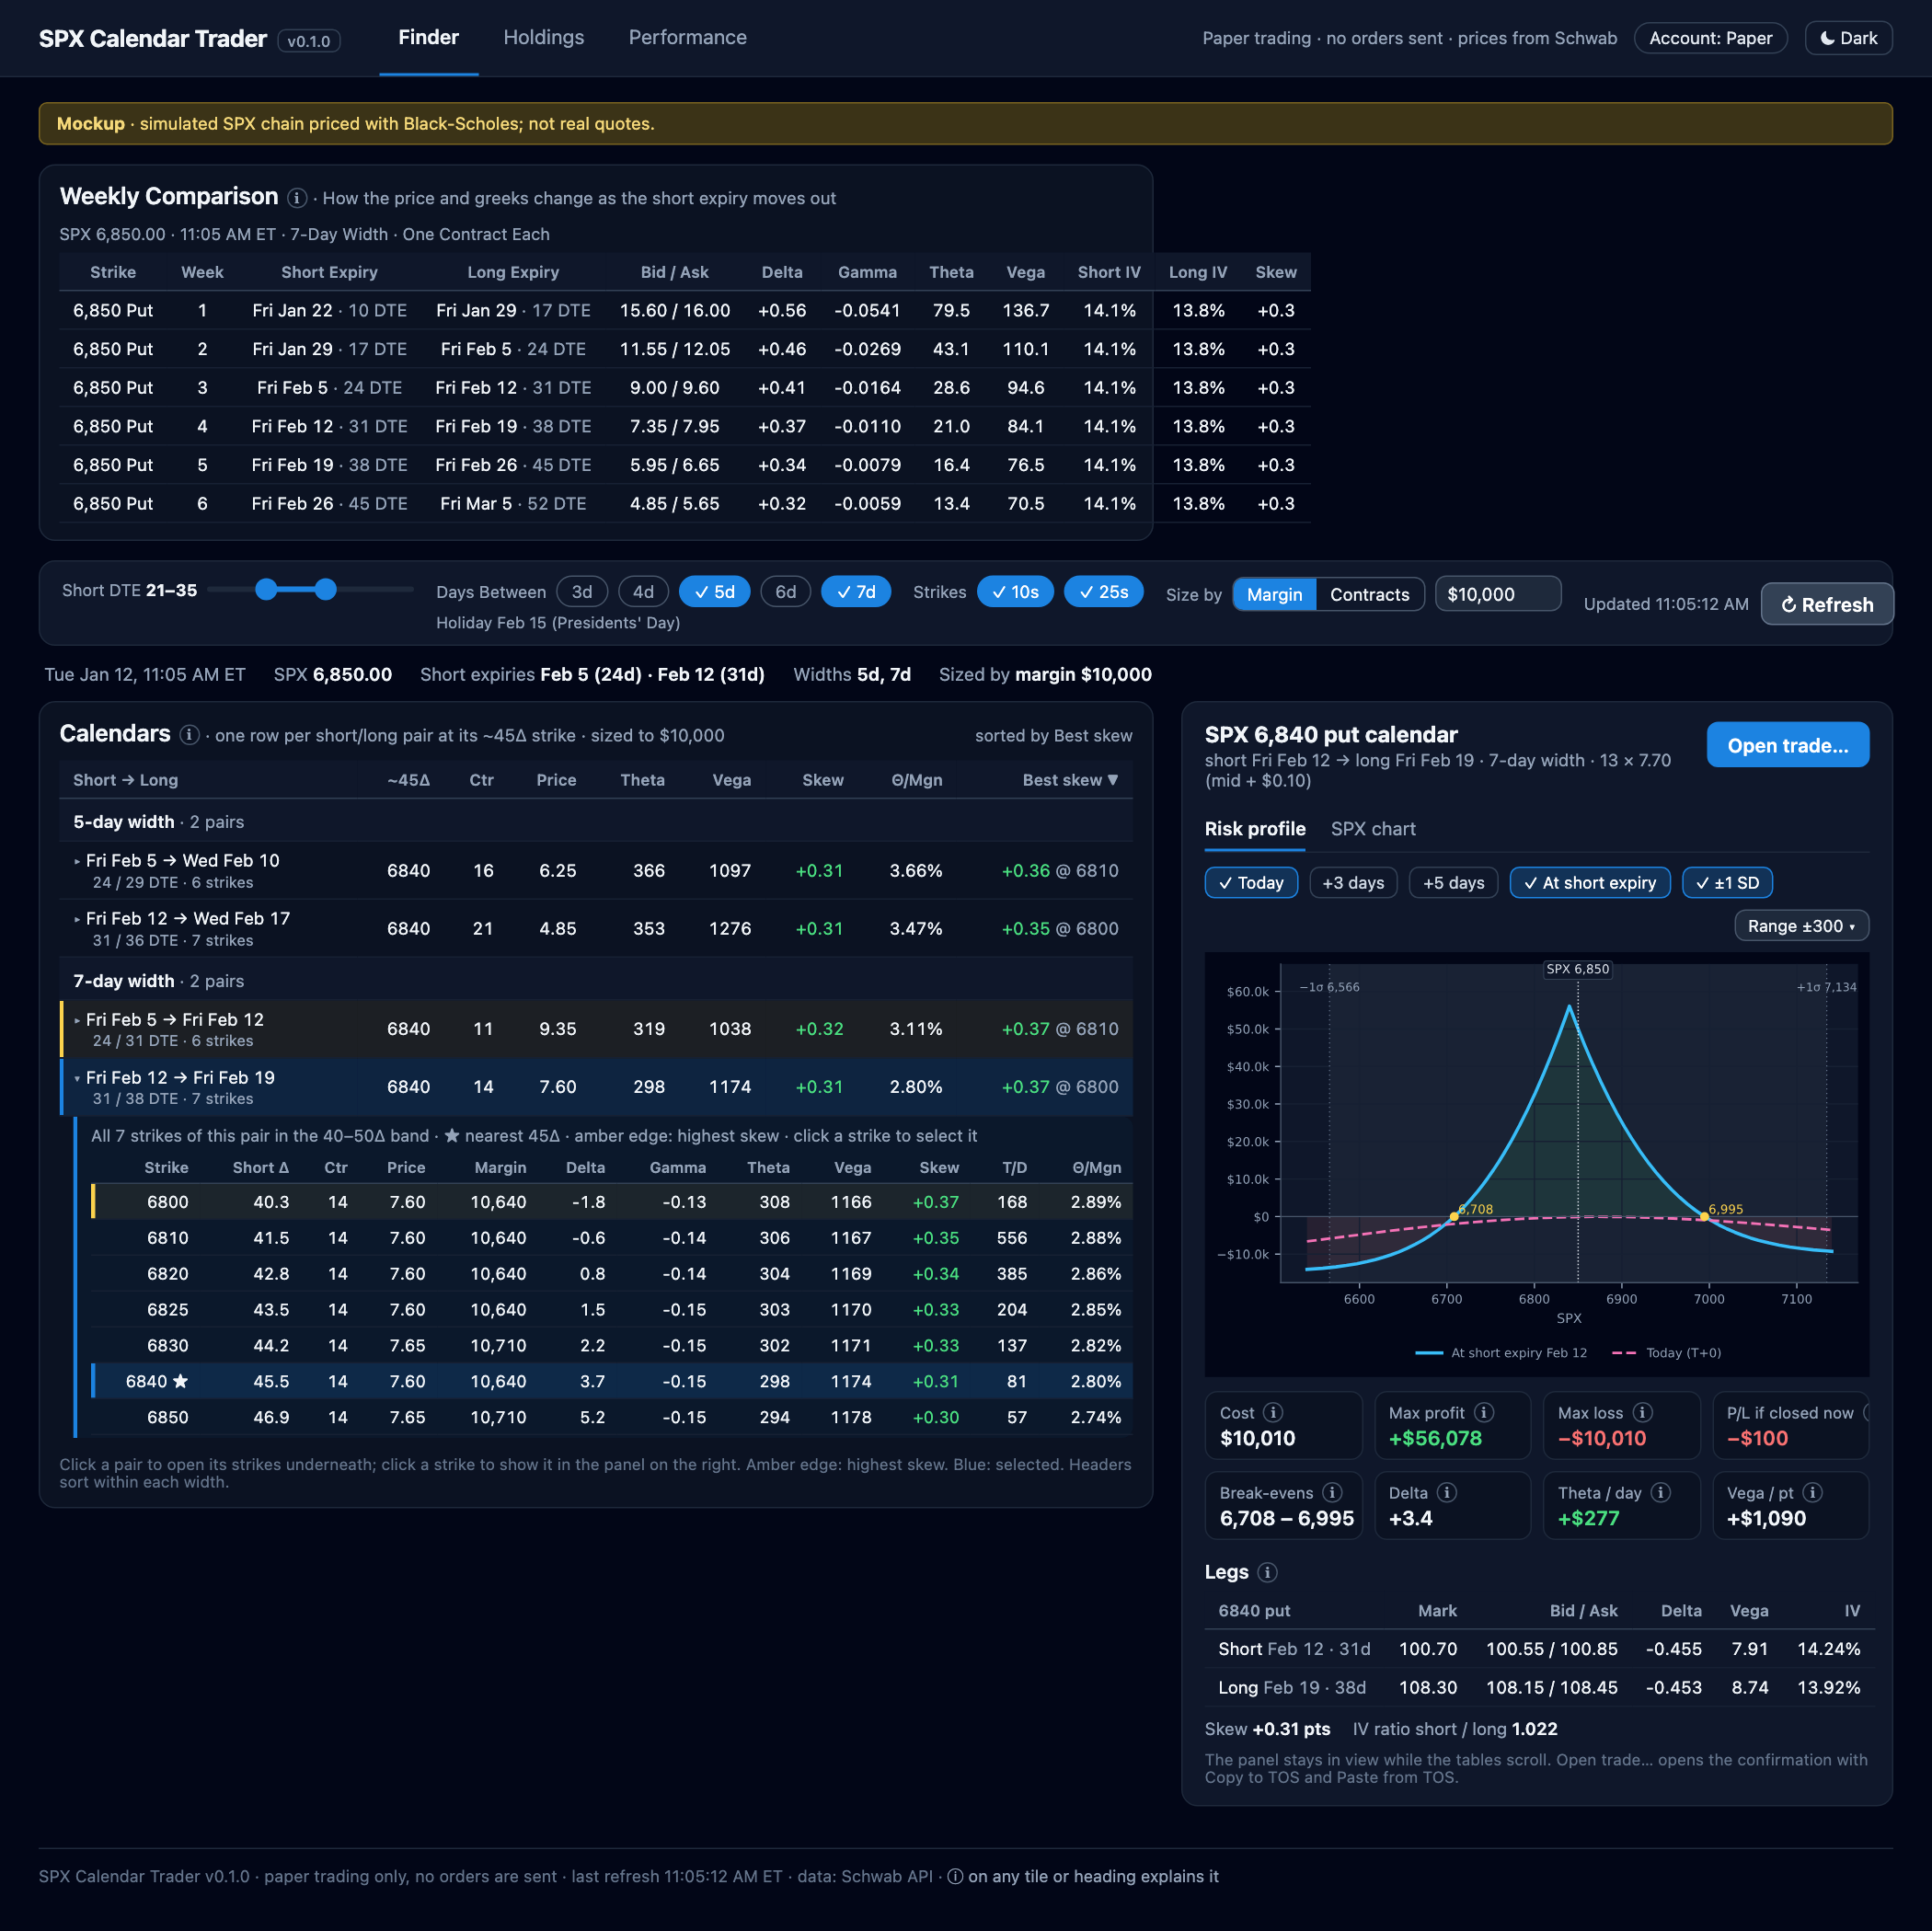 SPX Calendar Trader v0.1.0 Finder Holdings Performance Paper trading · no orders sent · prices from Schwab Account: Paper Dark
Mockup · simulated SPX chain priced with Black-Scholes; not real quotes.
Weekly Comparison ⓘ · How the price and greeks change as the short expiry moves out
SPX 6,850.00 · 11:05 AM ET · 7-Day Width · One Contract Each
Strike Week Short Expiry Long Expiry Bid / Ask Delta Gamma Theta Vega Short IV Long IV Skew
6,850 Put 1 Fri Jan 22 · 10 DTE Fri Jan 29 · 17 DTE 15.60 / 16.00 +0.56 -0.0541 79.5 136.7 14.1% 13.8% +0.3
6,850 Put 2 Fri Jan 29 · 17 DTE Fri Feb 5 · 24 DTE 11.55 / 12.05 +0.46 -0.0269 43.1 110.1 14.1% 13.8% +0.3
6,850 Put 3 Fri Feb 5 · 24 DTE Fri Feb 12 · 31 DTE 9.00 / 9.60 +0.41 -0.0164 28.6 94.6 14.1% 13.8% +0.3
6,850 Put 4 Fri Feb 12 · 31 DTE Fri Feb 19 · 38 DTE 7.35 / 7.95 +0.37 -0.0110 21.0 84.1 14.1% 13.8% +0.3
6,850 Put 5 Fri Feb 19 · 38 DTE Fri Feb 26 · 45 DTE 5.95 / 6.65 +0.34 -0.0079 16.4 76.5 14.1% 13.8% +0.3
6,850 Put 6 Fri Feb 26 · 45 DTE Fri Mar 5 · 52 DTE 4.85 / 5.65 +0.32 -0.0059 13.4 70.5 14.1% 13.8% +0.3
Short DTE 21–35 Days Between 3d 4d ✓ 5d 6d ✓ 7d Strikes ✓ 10s ✓ 25s Size by Margin Contracts $10,000 Updated 11:05:12 AM ↻ Refresh
Holiday Feb 15 (Presidents' Day)
Tue Jan 12, 11:05 AM ET SPX 6,850.00 Short expiries Feb 5 (24d) · Feb 12 (31d) Widths 5d, 7d Sized by margin $10,000
Calendars ⓘ · one row per short/long pair at its ~45Δ strike · sized to $10,000 sorted by Best skew
Short → Long ~45Δ Ctr Price Theta Vega Skew Θ/Mgn Best skew ▼
5-day width · 2 pairs
▸ Fri Feb 5 → Wed Feb 10 6840 16 6.25 366 1097 +0.31 3.66% +0.36 @ 6810
24 / 29 DTE · 6 strikes
▸ Fri Feb 12 → Wed Feb 17 6840 21 4.85 353 1276 +0.31 3.47% +0.35 @ 6800
31 / 36 DTE · 7 strikes
7-day width · 2 pairs
▸ Fri Feb 5 → Fri Feb 12 6840 11 9.35 319 1038 +0.32 3.11% +0.37 @ 6810
24 / 31 DTE · 6 strikes
▾ Fri Feb 12 → Fri Feb 19 6840 14 7.60 298 1174 +0.31 2.80% +0.37 @ 6800
31 / 38 DTE · 7 strikes
All 7 strikes of this pair in the 40–50Δ band · ★ nearest 45Δ · amber edge: highest skew · click a strike to select it
Strike Short Δ Ctr Price Margin Delta Gamma Theta Vega Skew T/D Θ/Mgn
6800 40.3 14 7.60 10,640 -1.8 -0.13 308 1166 +0.37 168 2.89%
6810 41.5 14 7.60 10,640 -0.6 -0.14 306 1167 +0.35 556 2.88%
6820 42.8 14 7.60 10,640 0.8 -0.14 304 1169 +0.34 385 2.86%
6825 43.5 14 7.60 10,640 1.5 -0.15 303 1170 +0.33 204 2.85%
6830 44.2 14 7.65 10,710 2.2 -0.15 302 1171 +0.33 137 2.82%
6840 ★ 45.5 14 7.60 10,640 3.7 -0.15 298 1174 +0.31 81 2.80%
6850 46.9 14 7.65 10,710 5.2 -0.15 294 1178 +0.30 57 2.74%
Click a pair to open its strikes underneath; click a strike to show it in the panel on the right. Amber edge: highest skew. Blue: selected. Headers
sort within each width.
SPX 6,840 put calendar Open trade...
short Fri Feb 12 → long Fri Feb 19 · 7-day width · 13 × 7.70
(mid + $0.10)
Risk profile SPX chart
✓ Today +3 days +5 days ✓ At short expiry ✓ ±1 SD
Range ±300 ▾
SPX 6,850
−1σ 6,566 +1σ 7,134
$60.0k
$50.0k
$40.0k
$30.0k
$20.0k
$10.0k
$0
−$10.0k
6,708 6,995
6600 6700 6800 6900 7000 7100
SPX
At short expiry Feb 12 Today (T+0)
Cost ⓘ Max profit ⓘ Max loss ⓘ P/L if closed now
$10,010 +$56,078 −$10,010 −$100
Break-evens ⓘ Delta ⓘ Theta / day ⓘ Vega / pt ⓘ
6,708 – 6,995 +3.4 +$277 +$1,090
Legs ⓘ
6840 put Mark Bid / Ask Delta Vega IV
Short Feb 12 · 31d 100.70 100.55 / 100.85 -0.455 7.91 14.24%
Long Feb 19 · 38d 108.30 108.15 / 108.45 -0.453 8.74 13.92%
Skew +0.31 pts IV ratio short / long 1.022
The panel stays in view while the tables scroll. Open trade... opens the confirmation with
Copy to TOS and Paste from TOS.
SPX Calendar Trader v0.1.0 · paper trading only, no orders are sent · last refresh 11:05:12 AM ET · data: Schwab API · ⓘ on any tile or heading explains it